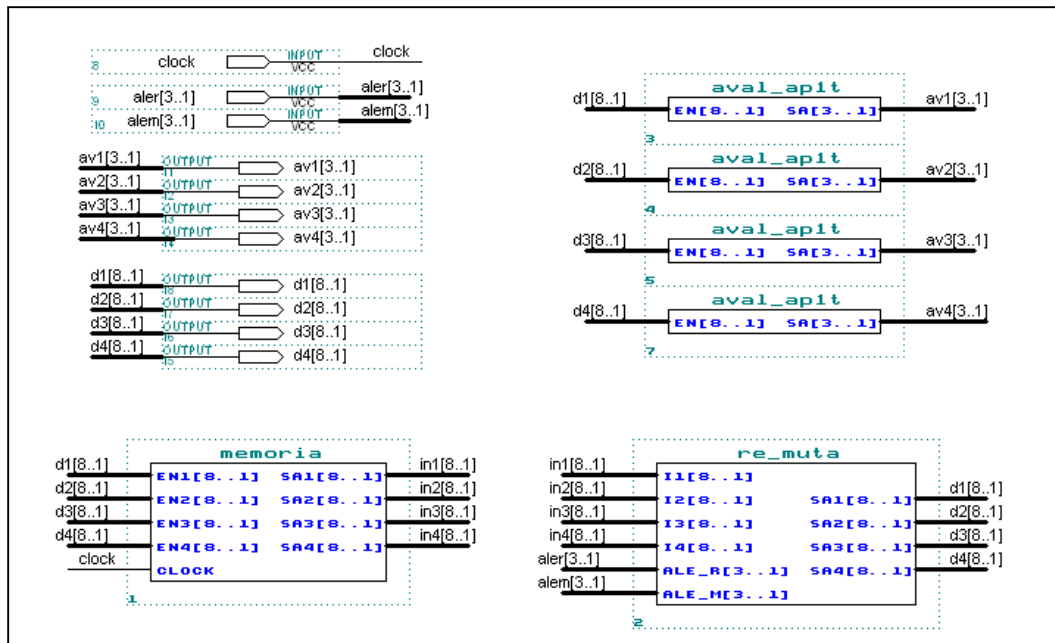 clock INPUT VCC clock
8
aler[3..1] INPUT VCC aler[3..1]
9
alem[3..1] INPUT VCC alem[3..1]
10
av1[3..1] OUTPUT av1[3..1]
11
av2[3..1] OUTPUT av2[3..1]
12
av3[3..1] OUTPUT av3[3..1]
13
av4[3..1] OUTPUT av4[3..1]
14
d1[8..1] OUTPUT d1[8..1]
18
d2[8..1] OUTPUT d2[8..1]
17
d3[8..1] OUTPUT d3[8..1]
16
d4[8..1] OUTPUT d4[8..1]
15
aval_ap1t
d1[8..1] EN[8..1] SA[3..1] av1[3..1]
3
aval_ap1t
d2[8..1] EN[8..1] SA[3..1] av2[3..1]
4
aval_ap1t
d3[8..1] EN[8..1] SA[3..1] av3[3..1]
5
aval_ap1t
d4[8..1] EN[8..1] SA[3..1] av4[3..1]
7
memoria
d1[8..1] EN1[8..1] SA1[8..1] in1[8..1]
d2[8..1] EN2[8..1] SA2[8..1] in2[8..1]
d3[8..1] EN3[8..1] SA3[8..1] in3[8..1]
d4[8..1] EN4[8..1] SA4[8..1] in4[8..1]
clock CLOCK
1
re_muta
in1[8..1] I1[8..1]
in2[8..1] I2[8..1] SA1[8..1] d1[8..1]
in3[8..1] I3[8..1] SA2[8..1] d2[8..1]
in4[8..1] I4[8..1] SA3[8..1] d3[8..1]
aler[3..1] ALE_R[3..1] SA4[8..1] d4[8..1]
alem[3..1] ALE_M[3..1]
2